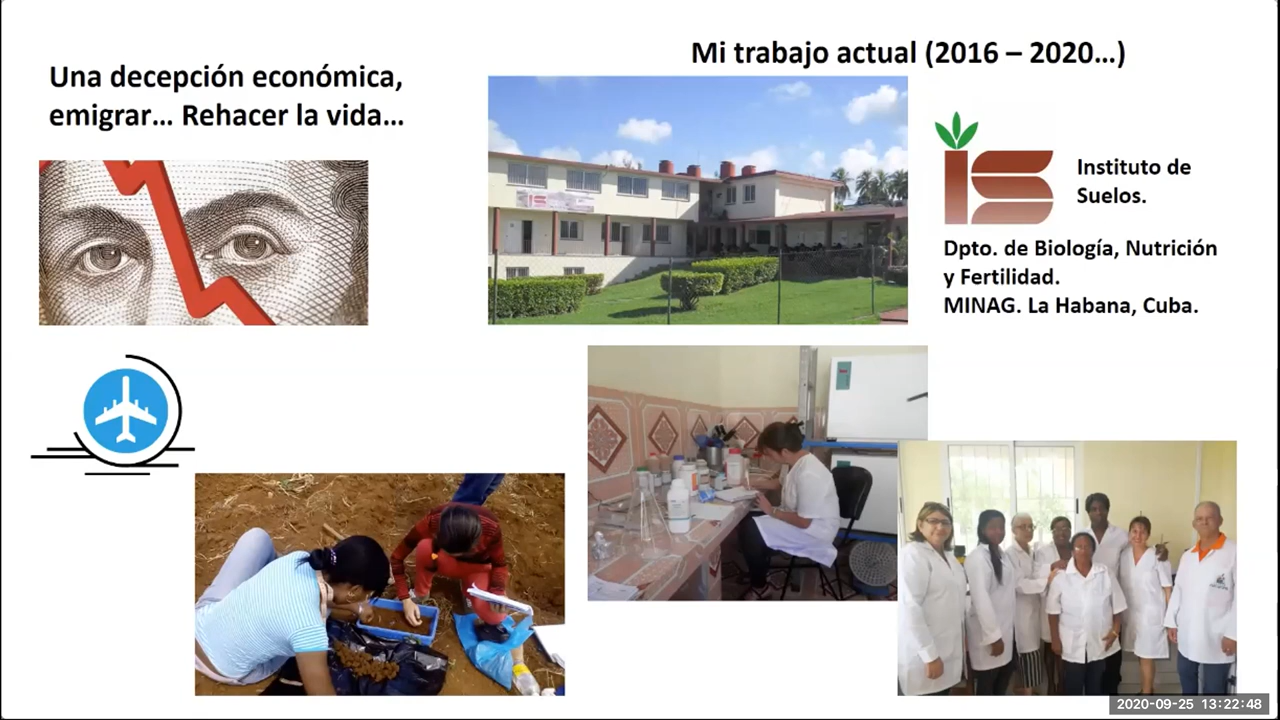 Una decepción económica,
emigrar... Rehacer la vida...
Mi trabajo actual (2016 – 2020...)
IS
Instituto de
Suelos.
Dpto. de Biología, Nutrición
y Fertilidad.
MINAG. La Habana, Cuba.
2020-09-25 13:22:48